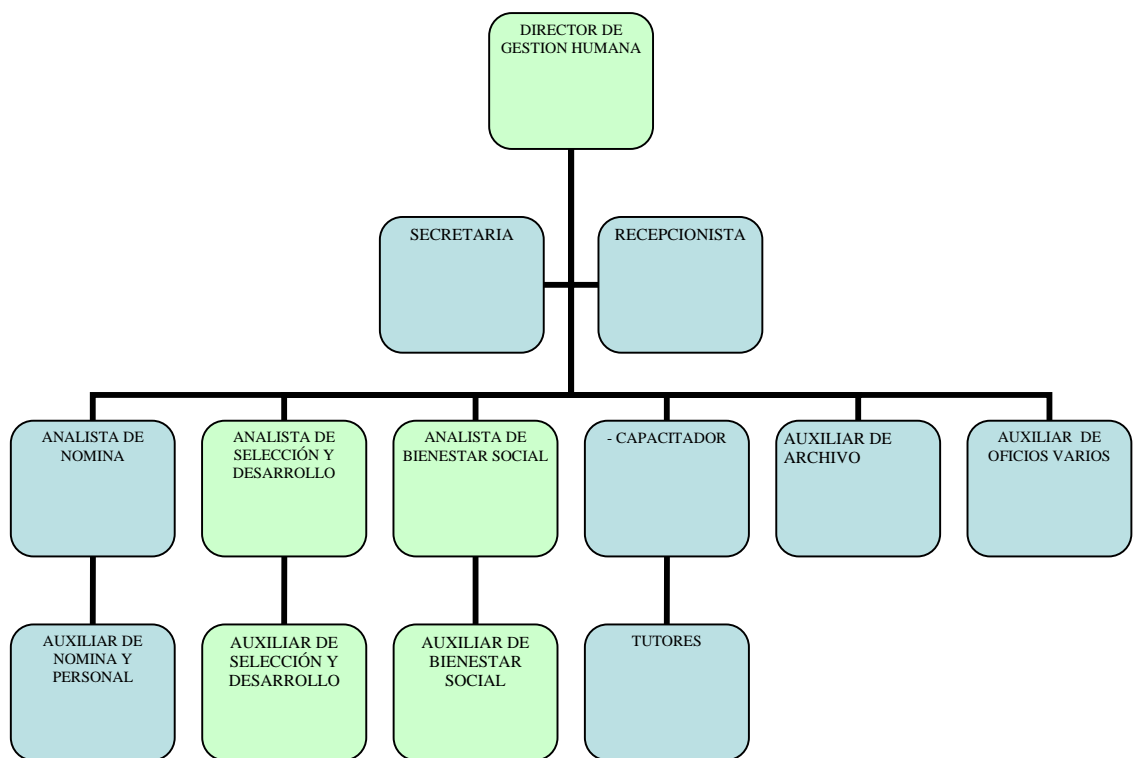 DIRECTOR DE
GESTION HUMANA
SECRETARIA
RECEPCIONISTA
ANALISTA DE
NOMINA
ANALISTA DE
SELECCIÓN Y
DESARROLLO
ANALISTA DE
BIENESTAR SOCIAL
- CAPACITADOR
AUXILIAR DE
ARCHIVO
AUXILIAR DE
OFICIOS VARIOS
AUXILIAR DE
NOMINA Y
PERSONAL
AUXILIAR DE
SELECCIÓN Y
DESARROLLO
AUXILIAR DE
BIENESTAR
SOCIAL
TUTORES